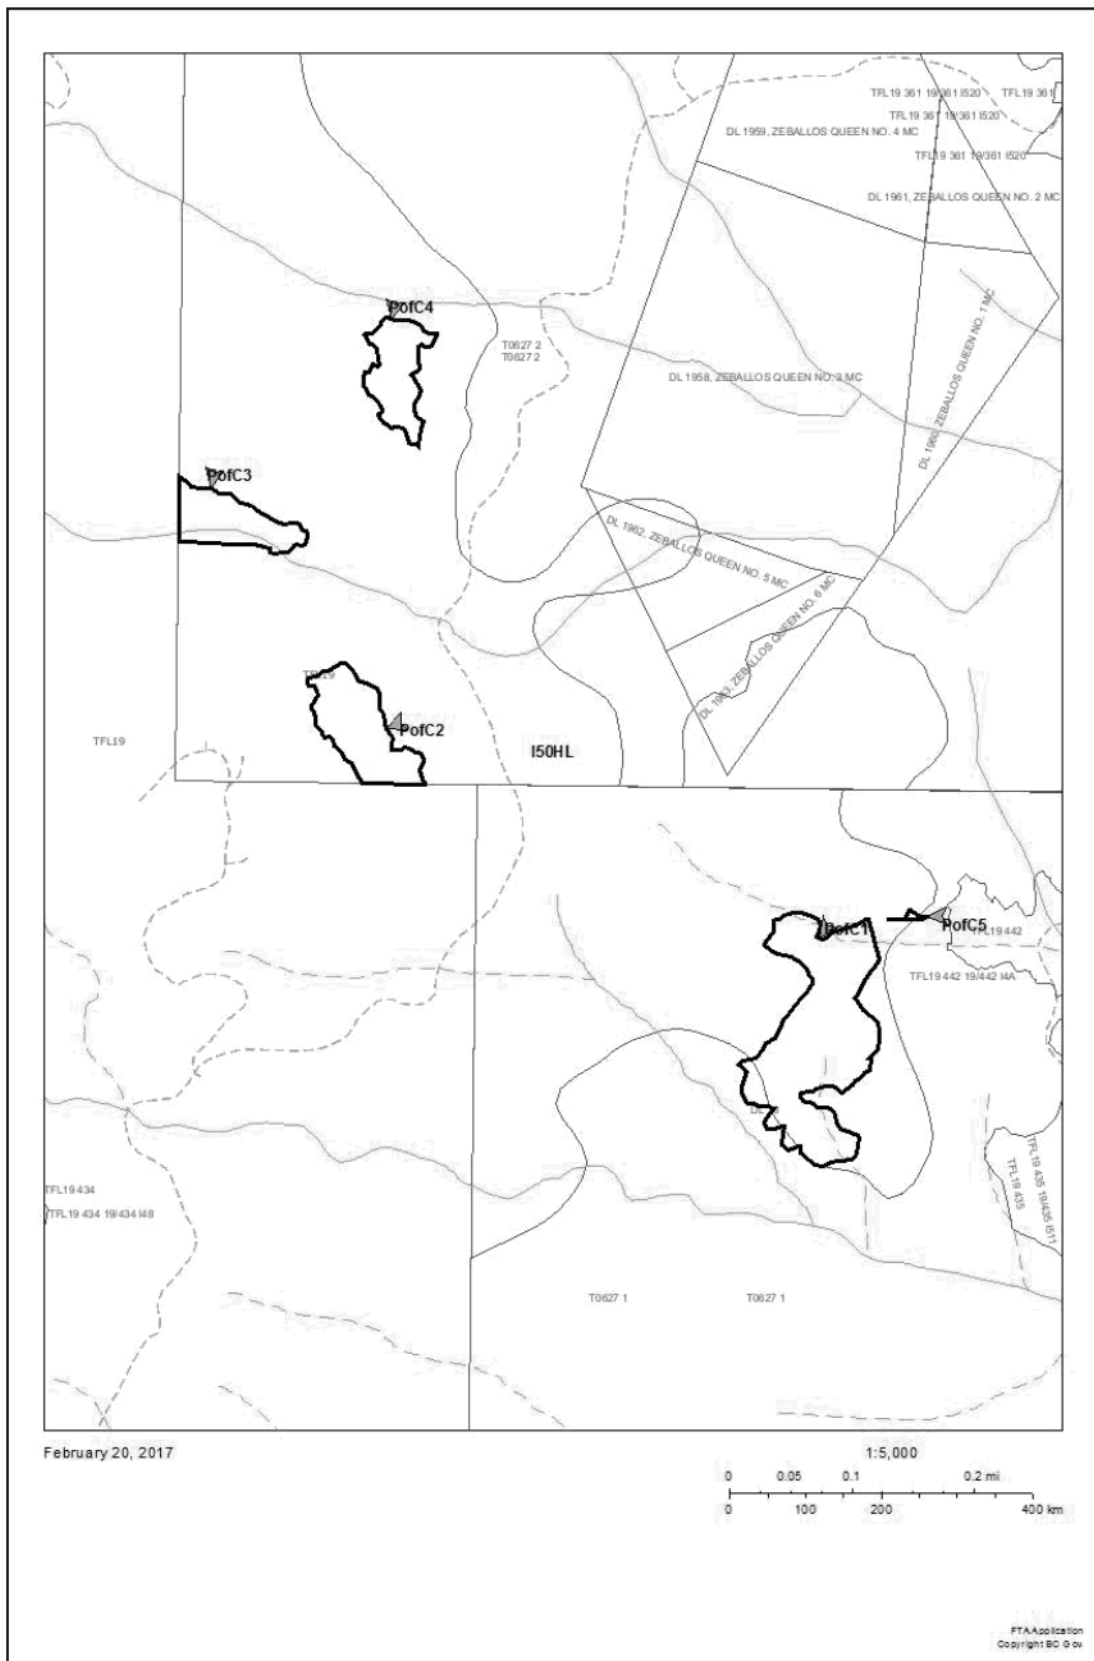 TFL19 361 19/361 I520
TFL19 361
TFL19 361 19/361 I520
DL 1959, ZEBALLOS QUEEN NO. 4 MC
TFL19 361 19/361 I520
DL 1961, ZEBALLOS QUEEN NO. 2 MC
PofC4
T0627 2
T0627 2
DL 1958, ZEBALLOS QUEEN NO. 3 MC
DL 1960, ZEBALLOS QUEEN NO. 1 MC
PofC3
DL 1962, ZEBALLOS QUEEN NO. 5 MC
DL 1963, ZEBALLOS QUEEN NO. 6 MC
TFL19
PofC2
TFL19
I50HL
PofC1
PofC5
TFL19 442
TFL19 442 19/442 I4A
TFL19 435 19/435 I511
TFL19 435
TFL19 434
TFL19 434 19/434 I48
T0627 1
T0627 1
February 20, 2017
1:5,000
0 0.05 0.1 0.2 mi
0 100 200 400 km
FTA Application
Copyright BC Gov